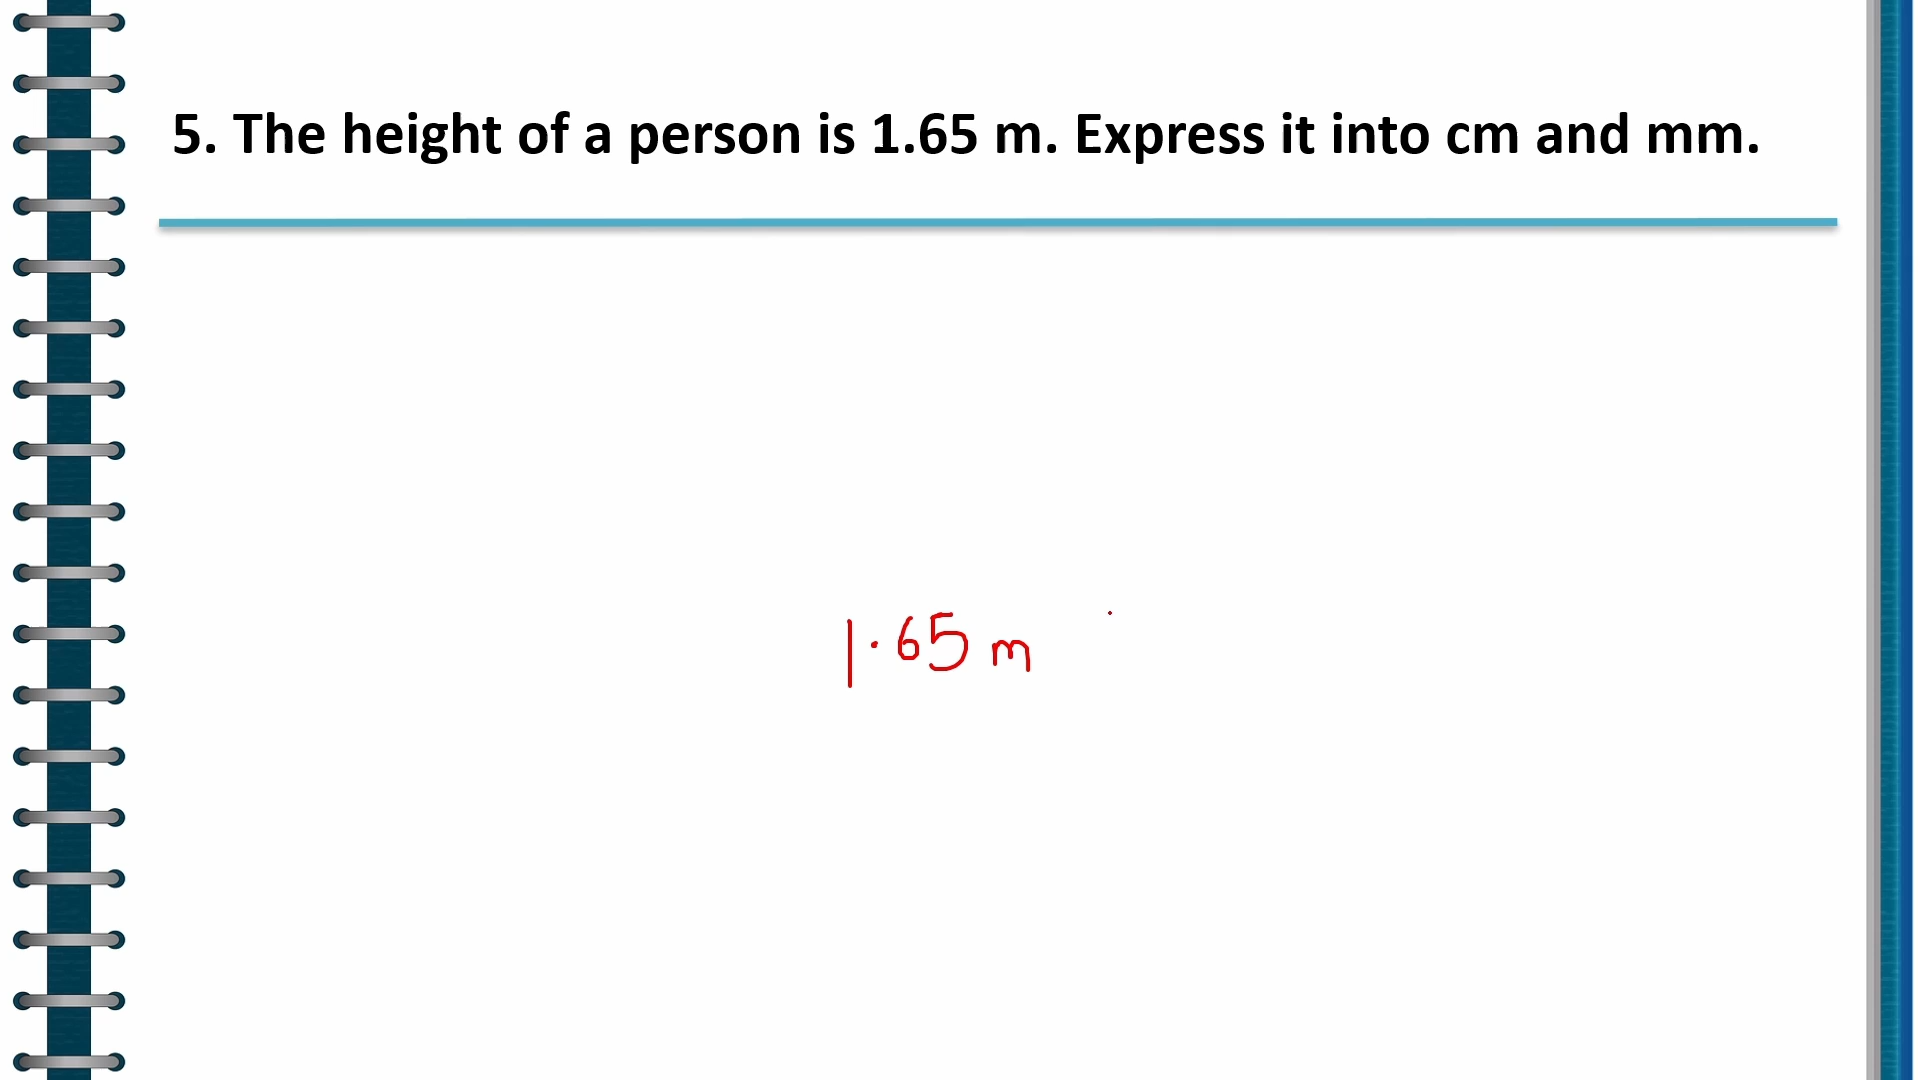 5. The height of a person is 1.65 m. Express it into cm and mm.
1.65 m